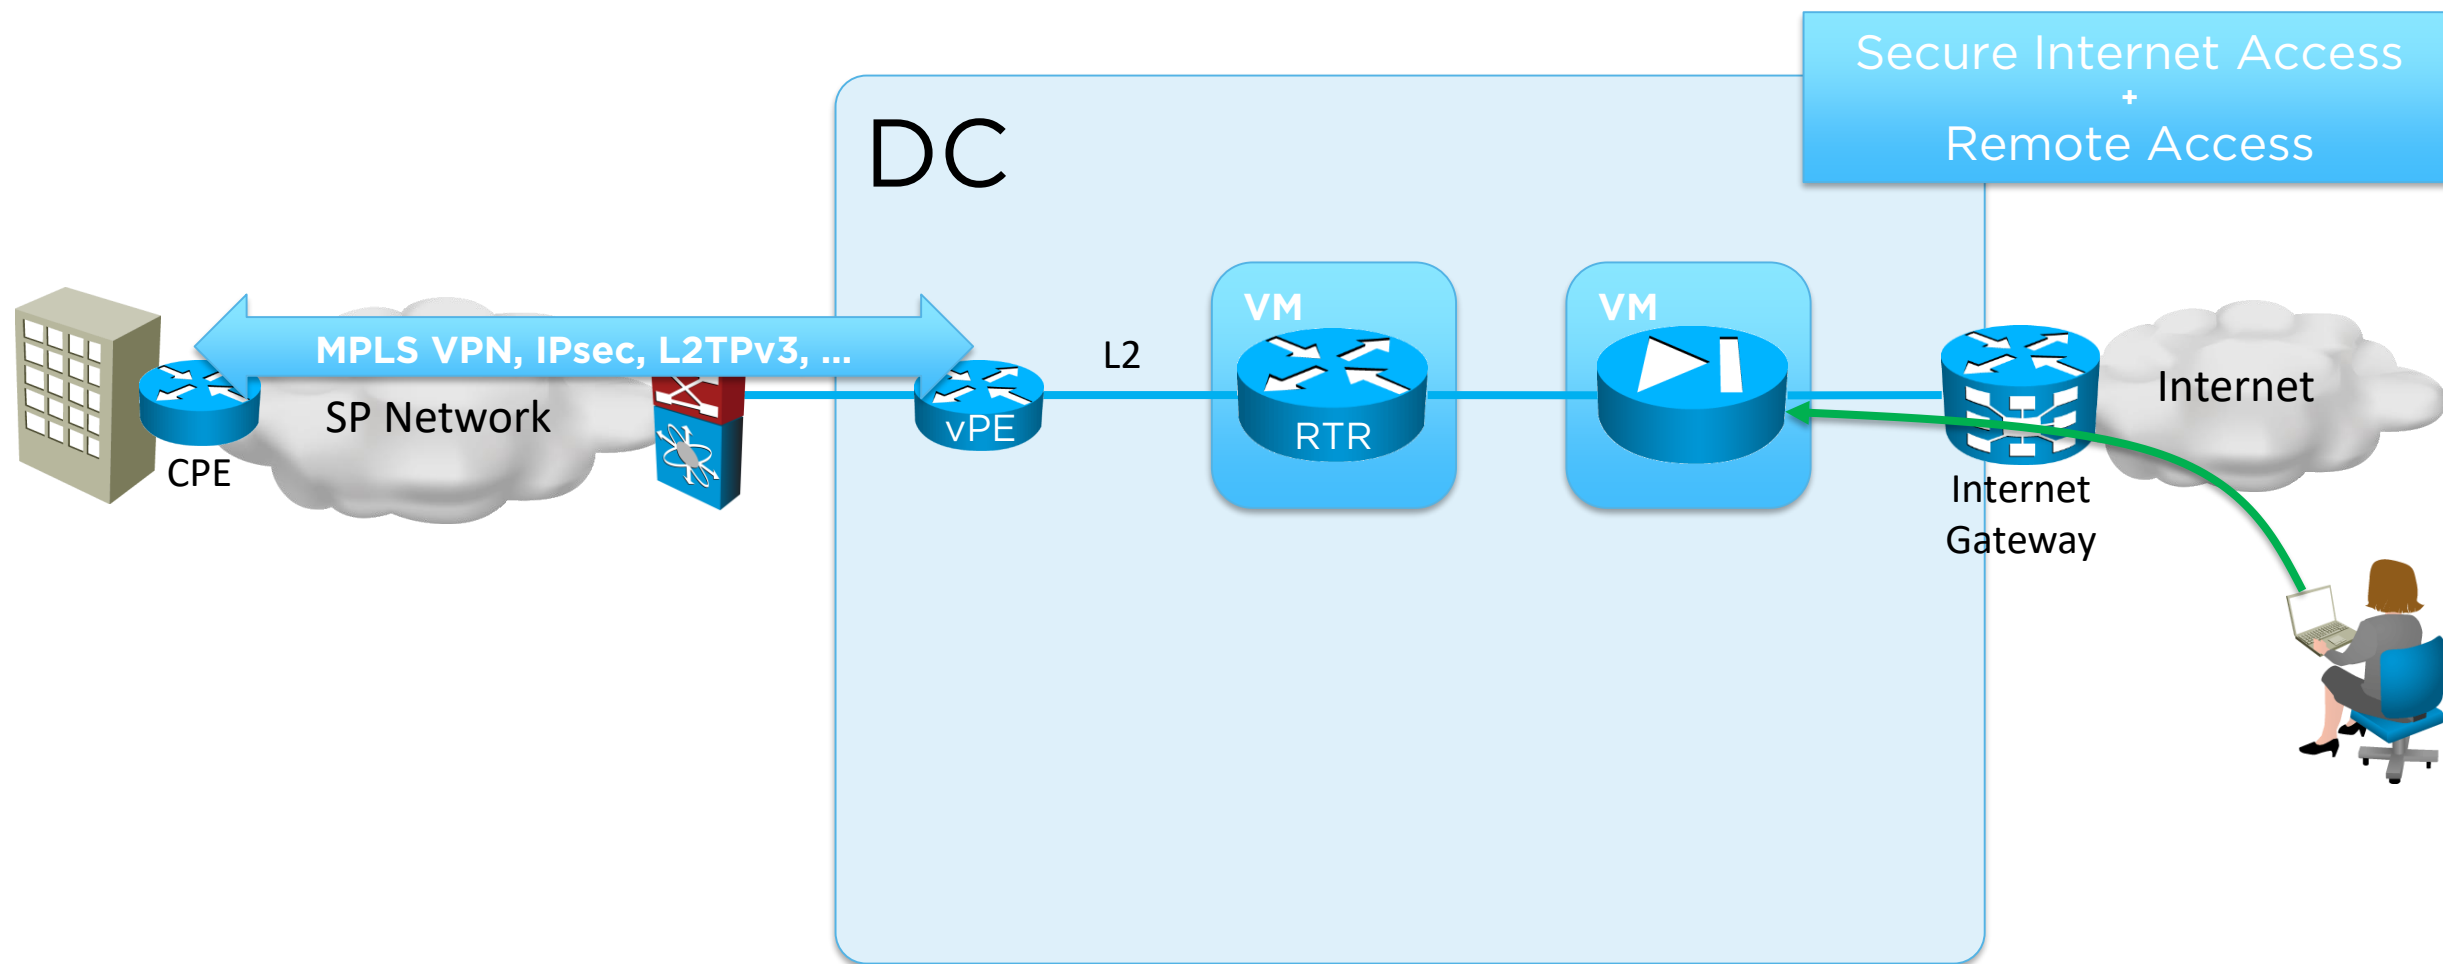 Secure Internet Access
+
Remote Access
DC
VM
VM
MPLS VPN, IPsec, L2TPv3, ...
L2
Internet
SP Network
vPE
RTR
CPE
Internet
Gateway